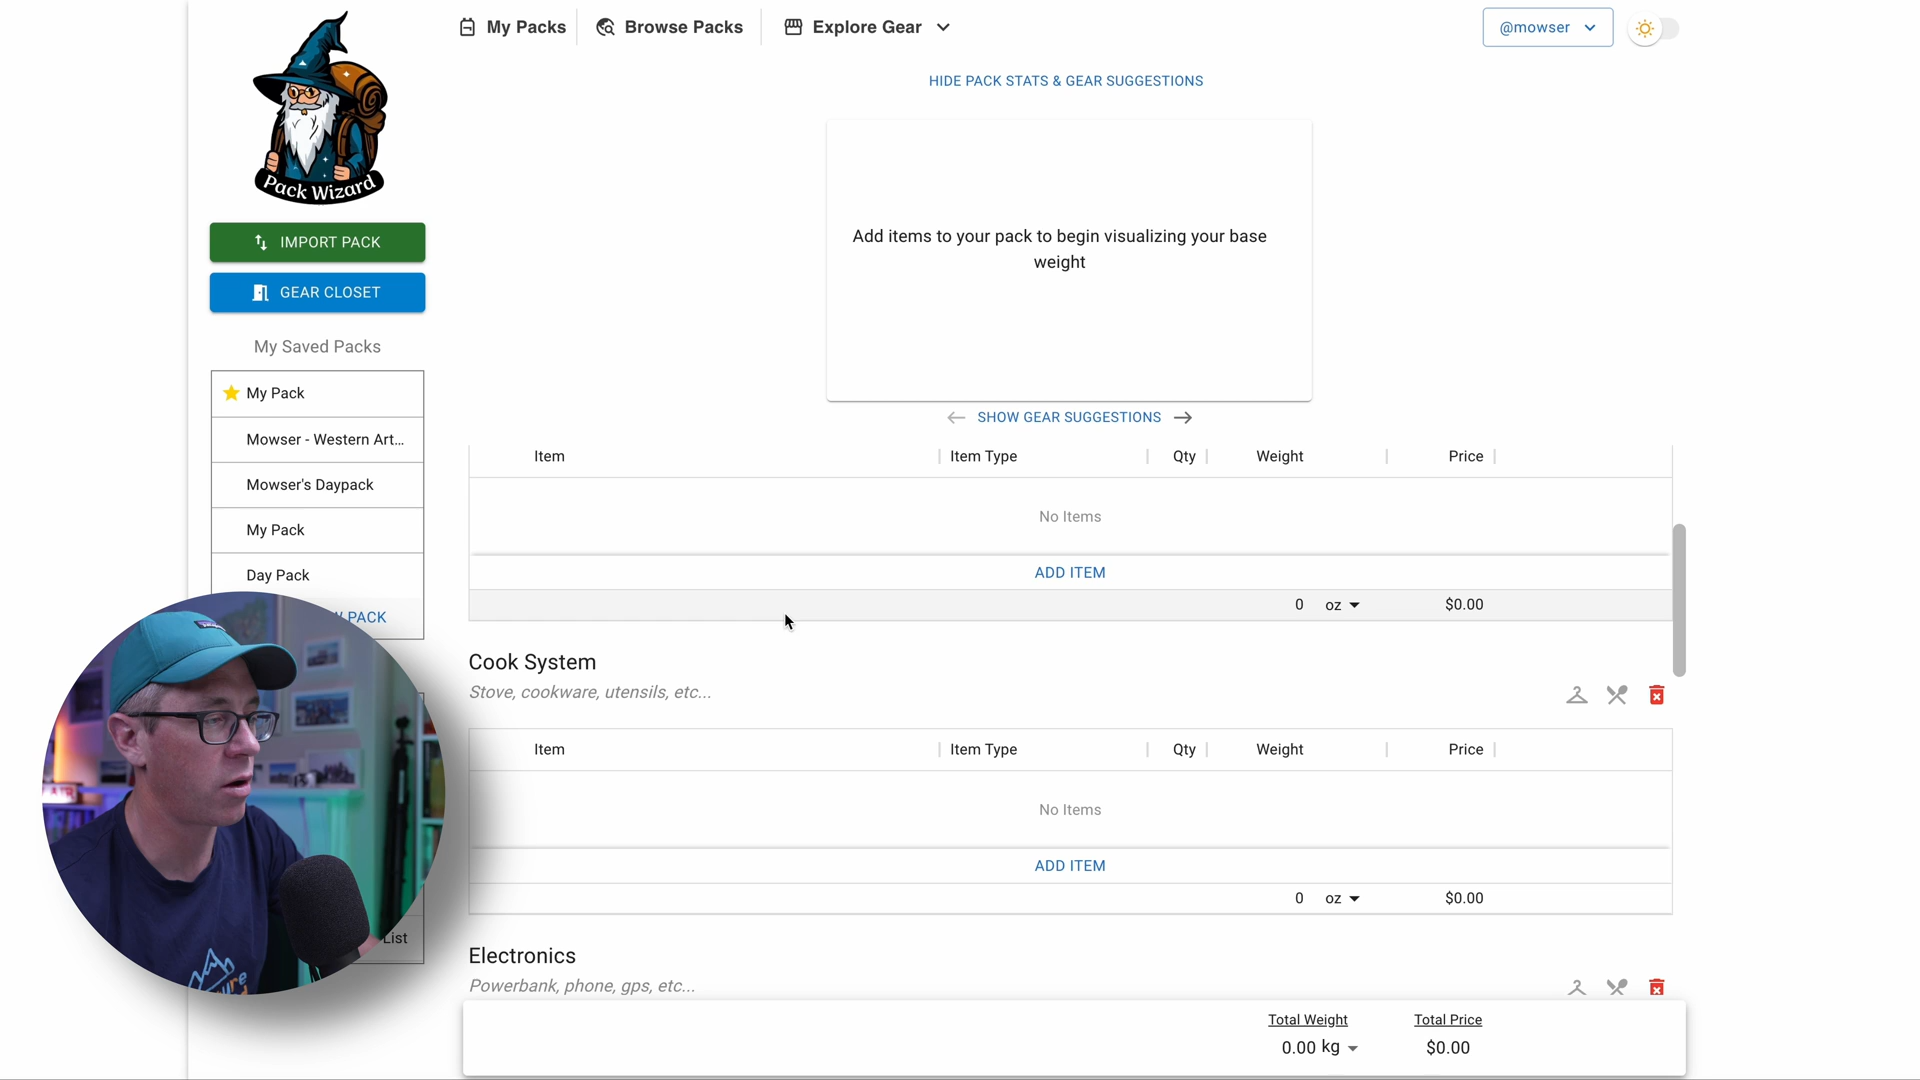 My Packs
Browse Packs
Explore Gear
@mowser
Pack Wizard
HIDE PACK STATS & GEAR SUGGESTIONS
Add items to your pack to begin visualizing your base
weight
IMPORT PACK
GEAR CLOSET
My Saved Packs
My Pack
Mowser - Western Art...
Mowser's Daypack
My Pack
Day Pack
PACK
List
SHOW GEAR SUGGESTIONS
Item Item Type Qty Weight Price
No Items
ADD ITEM
0 oz $0.00
Cook System
Stove, cookware, utensils, etc...
Item Item Type Qty Weight Price
No Items
ADD ITEM
0 oz $0.00
Electronics
Powerbank, phone, gps, etc...
Total Weight Total Price
0.00 kg $0.00